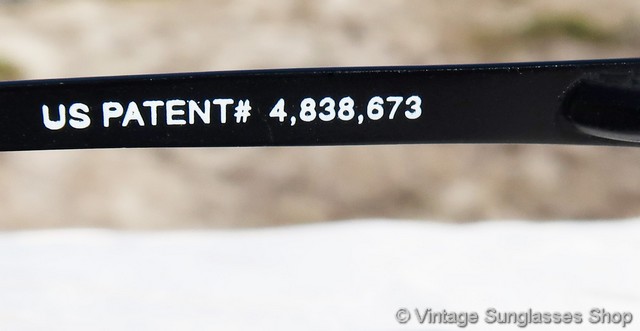 US PATENT# 4,838,673
© Vintage Sunglasses Shop